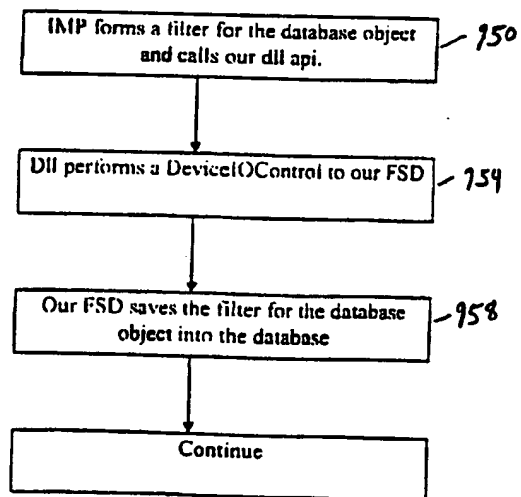 IMP forms a filter for the database object
and calls our dll api.
950
Dll performs a DeviceIOControl to our FSD
954
Our FSD saves the filter for the database
object into the database
958
Continue